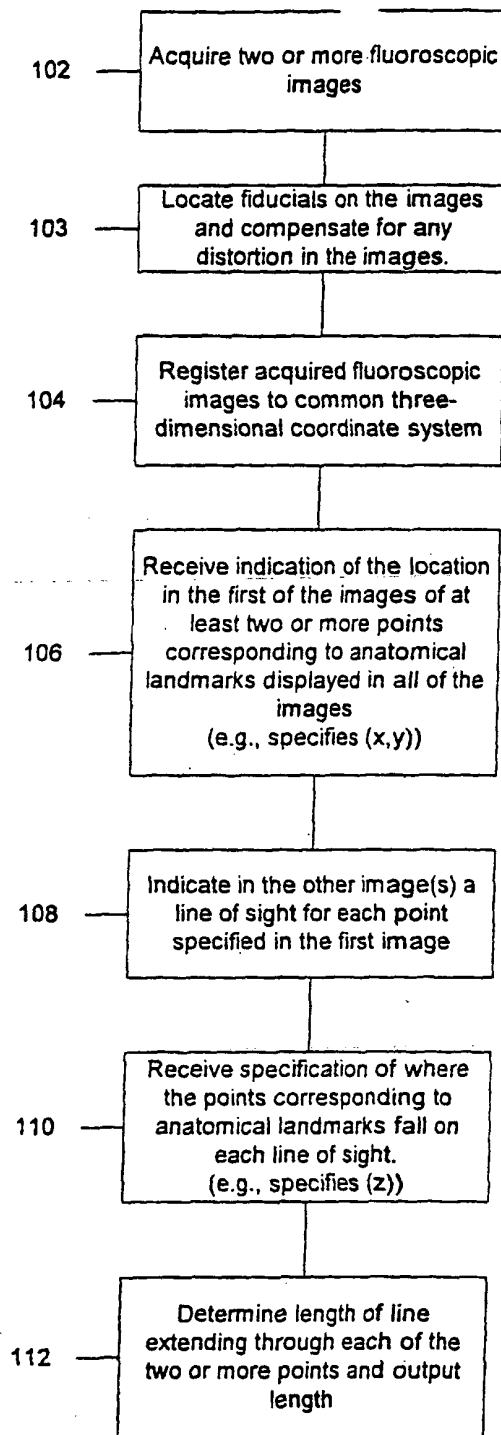 102
Acquire two or more fluoroscopic
images
103
Locate fiducials on the images
and compensate for any
distortion in the images.
104
Register acquired fluoroscopic
images to common three-
dimensional coordinate system
106
Receive indication of the location
in the first of the images of at
least two or more points
corresponding to anatomical
landmarks displayed in all of the
images
(e.g., specifies (x,y))
108
Indicate in the other image(s) a
line of sight for each point
specified in the first image
110
Receive specification of where
the points corresponding to
anatomical landmarks fall on
each line of sight.
(e.g., specifies (z))
112
Determine length of line
extending through each of the
two or more points and output
length